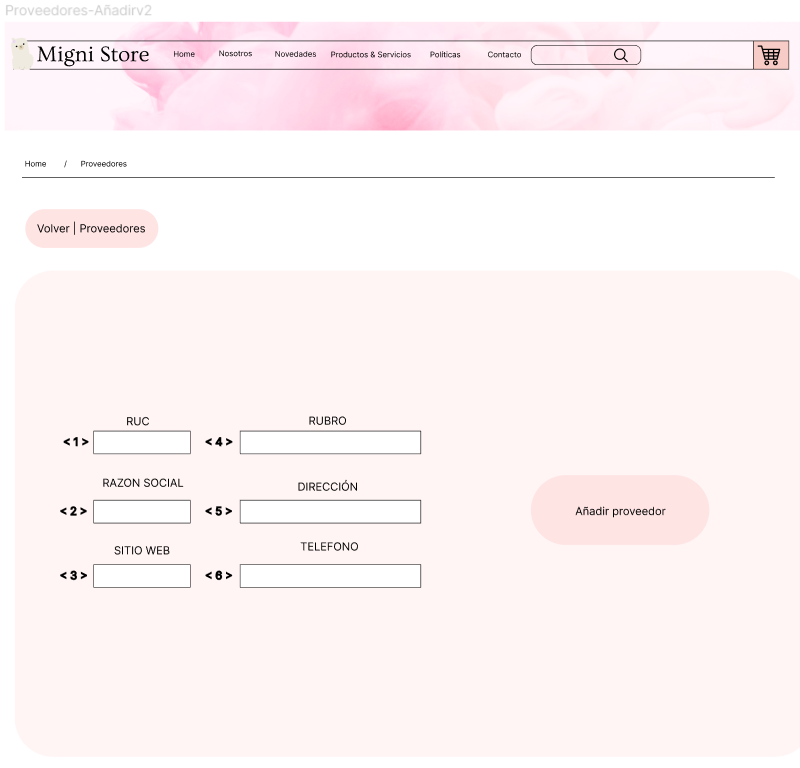 Proveedores-Añadirv2
Migni Store Home Nosotros Novedades Productos & Servicios Políticas Contacto
Home / Proveedores
Volver | Proveedores
RUC RUBRO
<1> <4>
RAZON SOCIAL DIRECCIÓN
<2> <5> Añadir proveedor
SITIO WEB TELEFONO
<3> <6>